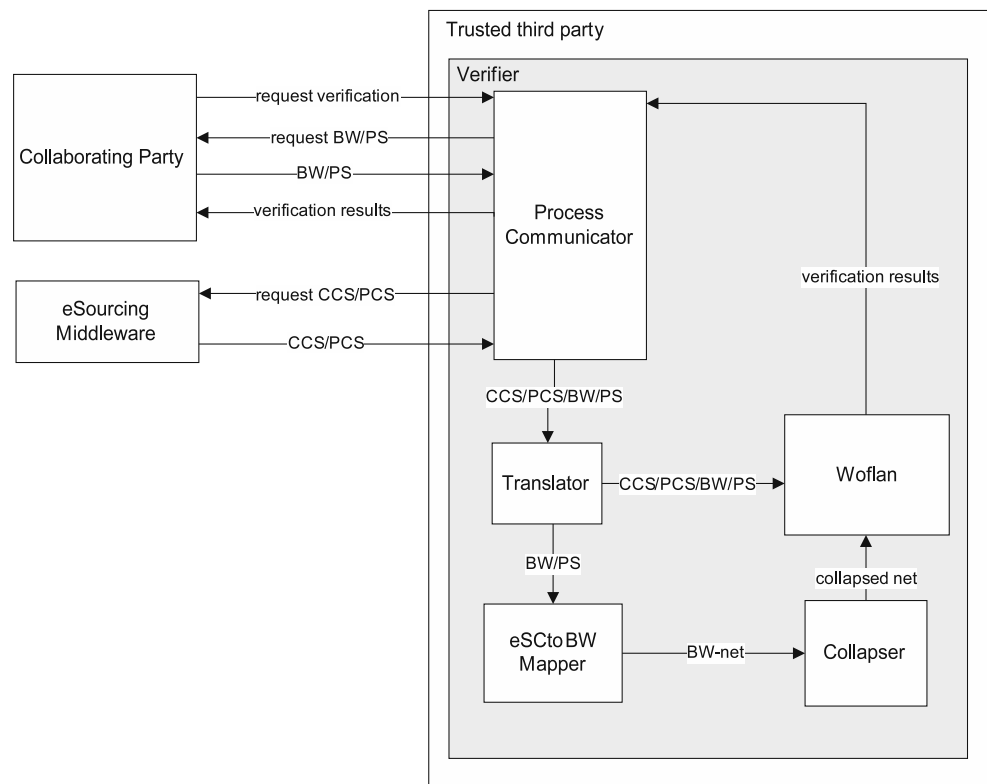 Trusted third party
Verifier
request verification
request BW/PS
Collaborating Party
BW/PS
verification results
Process
Communicator
verification results
request CCS/PCS
eSourcing
Middleware
CCS/PCS
CCS/PCS/BW/PS
Translator
CCS/PCS/BW/PS
Woflan
BW/PS
collapsed net
eSCtoBW
Mapper
BW-net
Collapser